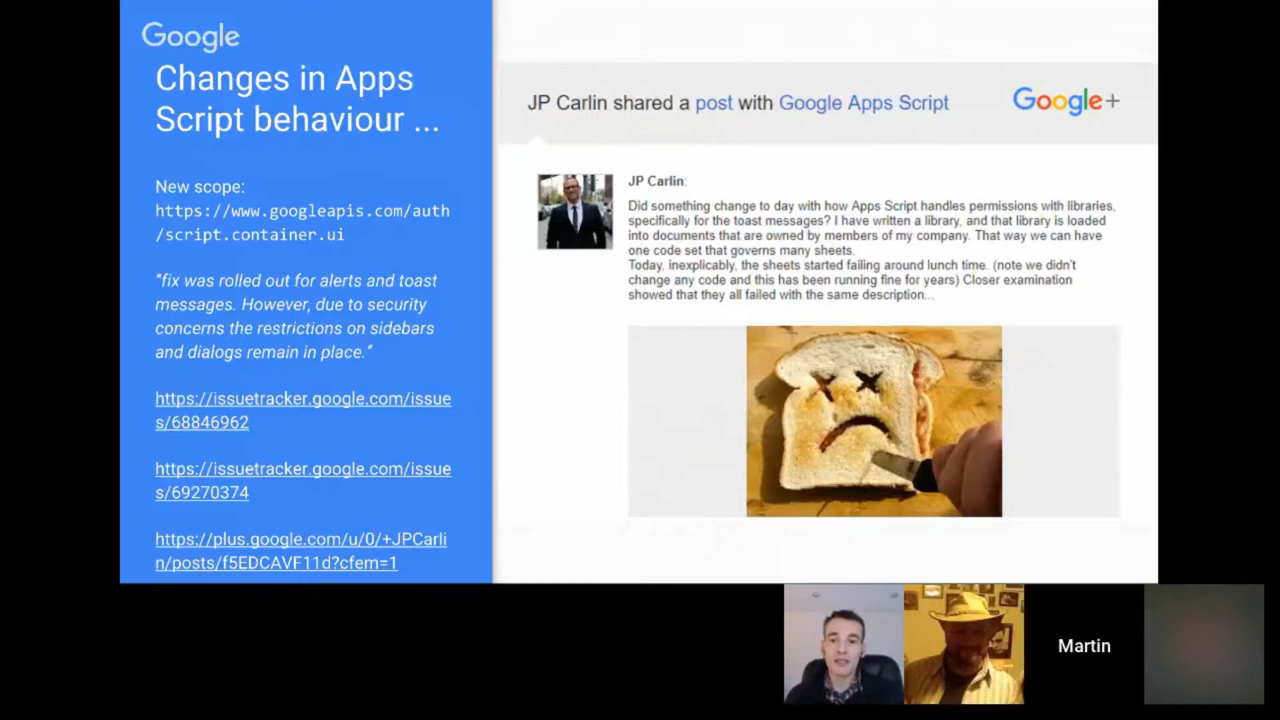 Google
Changes in Apps
Script behaviour ...
New scope:
https://www.googleapis.com/auth
/script.container.ui
"fix was rolled out for alerts and toast
messages. However, due to security
concerns the restrictions on sidebars
and dialogs remain in place."
https://issuetracker.google.com/issue
s/68846962
https://issuetracker.google.com/issue
s/69270374
https://plus.google.com/u/0/+JPCarli
n/posts/f5EDCAVF11d?cfem=1
JP Carlin shared a post with Google Apps Script
Google+
JP Carlin:
Did something change to day with how Apps Script handles permissions with libraries,
specifically for the toast messages? I have written a library, and that library is loaded
into documents that are owned by members of my company. That way we can have
one code set that governs many sheets.
Today, inexplicably, the sheets started failing around lunch time. (note we didn't
change any code and this has been running fine for years) Closer examination
showed that they all failed with the same description...
Martin